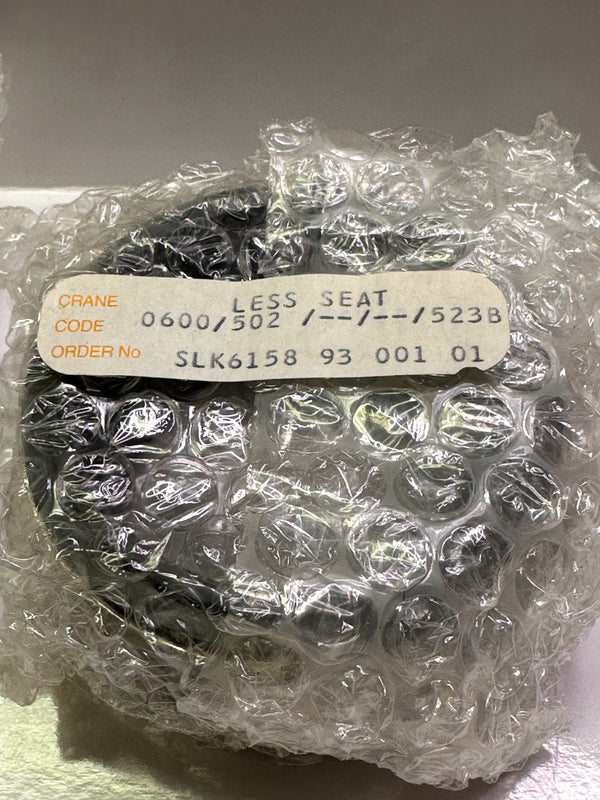 LESS SEAT
CRANE
CODE 0600/502 /--/--/523B
ORDER No SLK6158 93 001 01